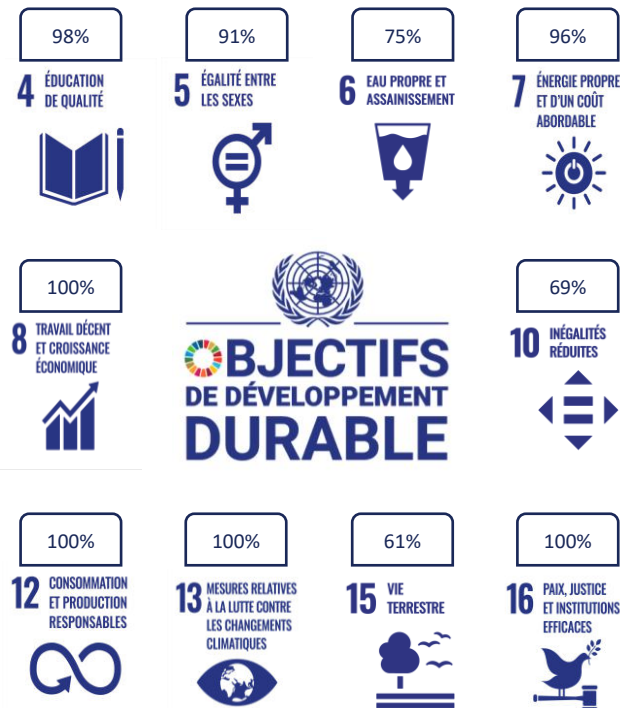 98%
4 ÉDUCATION
DE QUALITÉ
91%
5 ÉGALITÉ ENTRE
LES SEXES
75%
6 EAU PROPRE ET
ASSAINISSEMENT
96%
7 ÉNERGIE PROPRE
ET D'UN COÛT
ABORDABLE
100%
8 TRAVAIL DÉCENT
ET CROISSANCE
ÉCONOMIQUE
OBJECTIFS
DE DÉVELOPPEMENT
DURABLE
69%
10 INÉGALITÉS
RÉDUITES
100%
12 CONSOMMATION
ET PRODUCTION
RESPONSABLES
100%
13 MESURES RELATIVES
À LA LUTTE CONTRE
LES CHANGEMENTS
CLIMATIQUES
61%
15 VIE
TERRESTRE
100%
16 PAIX, JUSTICE
ET INSTITUTIONS
EFFICACES